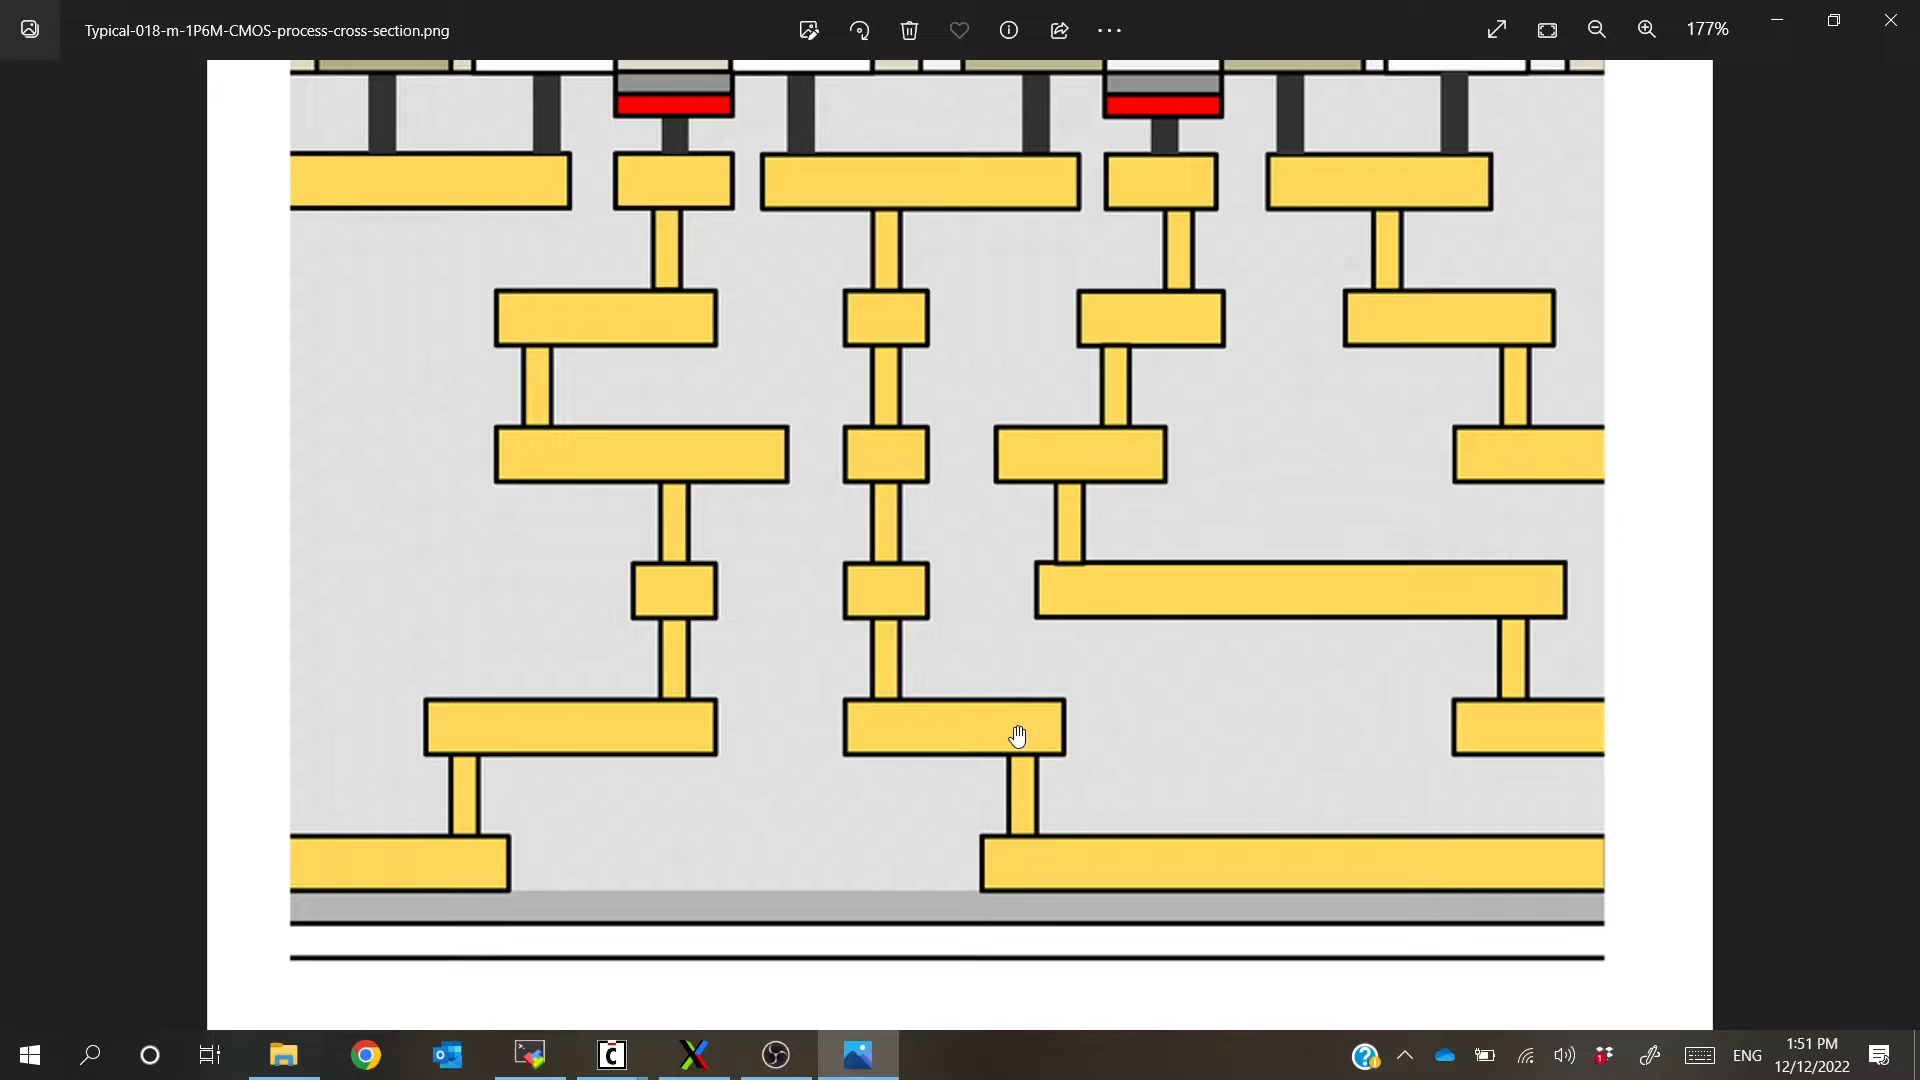 Typical-018-m-1P6M-CMOS-process-cross-section.png
177%
ENG
1:51 PM
12/12/2022